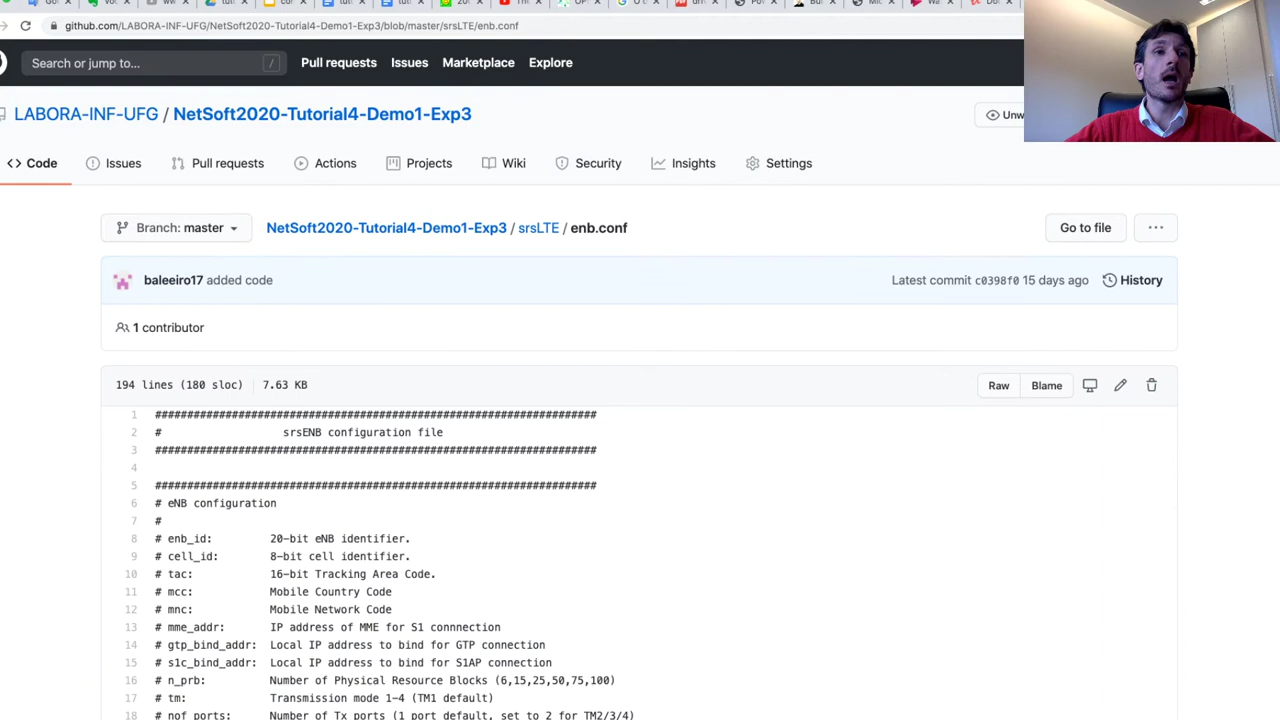 github.com/LABORA-INF-UFG/NetSoft2020-Tutorial4-Demo1-Exp3/blob/master/srsLTE/enb.conf
Search or jump to... /
Pull requests Issues Marketplace Explore
LABORA-INF-UFG / NetSoft2020-Tutorial4-Demo1-Exp3
Code Issues Pull requests Actions Projects Wiki Security Insights Settings
Branch: master NetSoft2020-Tutorial4-Demo1-Exp3 / srsLTE / enb.conf Go to file ...
baleeiro17 added code Latest commit c0398f0 15 days ago History
1 contributor
194 lines (180 sloc) 7.63 KB Raw Blame
1 #####################################################################
2 # srsENB configuration file
3 #####################################################################
4
5 #####################################################################
6 # eNB configuration
7 #
8 # enb_id: 20-bit eNB identifier.
9 # cell_id: 8-bit cell identifier.
10 # tac: 16-bit Tracking Area Code.
11 # mcc: Mobile Country Code
12 # mnc: Mobile Network Code
13 # mme_addr: IP address of MME for S1 connnection
14 # gtp_bind_addr: Local IP address to bind for GTP connection
15 # s1c_bind_addr: Local IP address to bind for S1AP connection
16 # n_prb: Number of Physical Resource Blocks (6,15,25,50,75,100)
17 # tm: Transmission mode 1-4 (TM1 default)
18 # nof_ports: Number of Tx ports (1 port default, set to 2 for TM2/3/4)